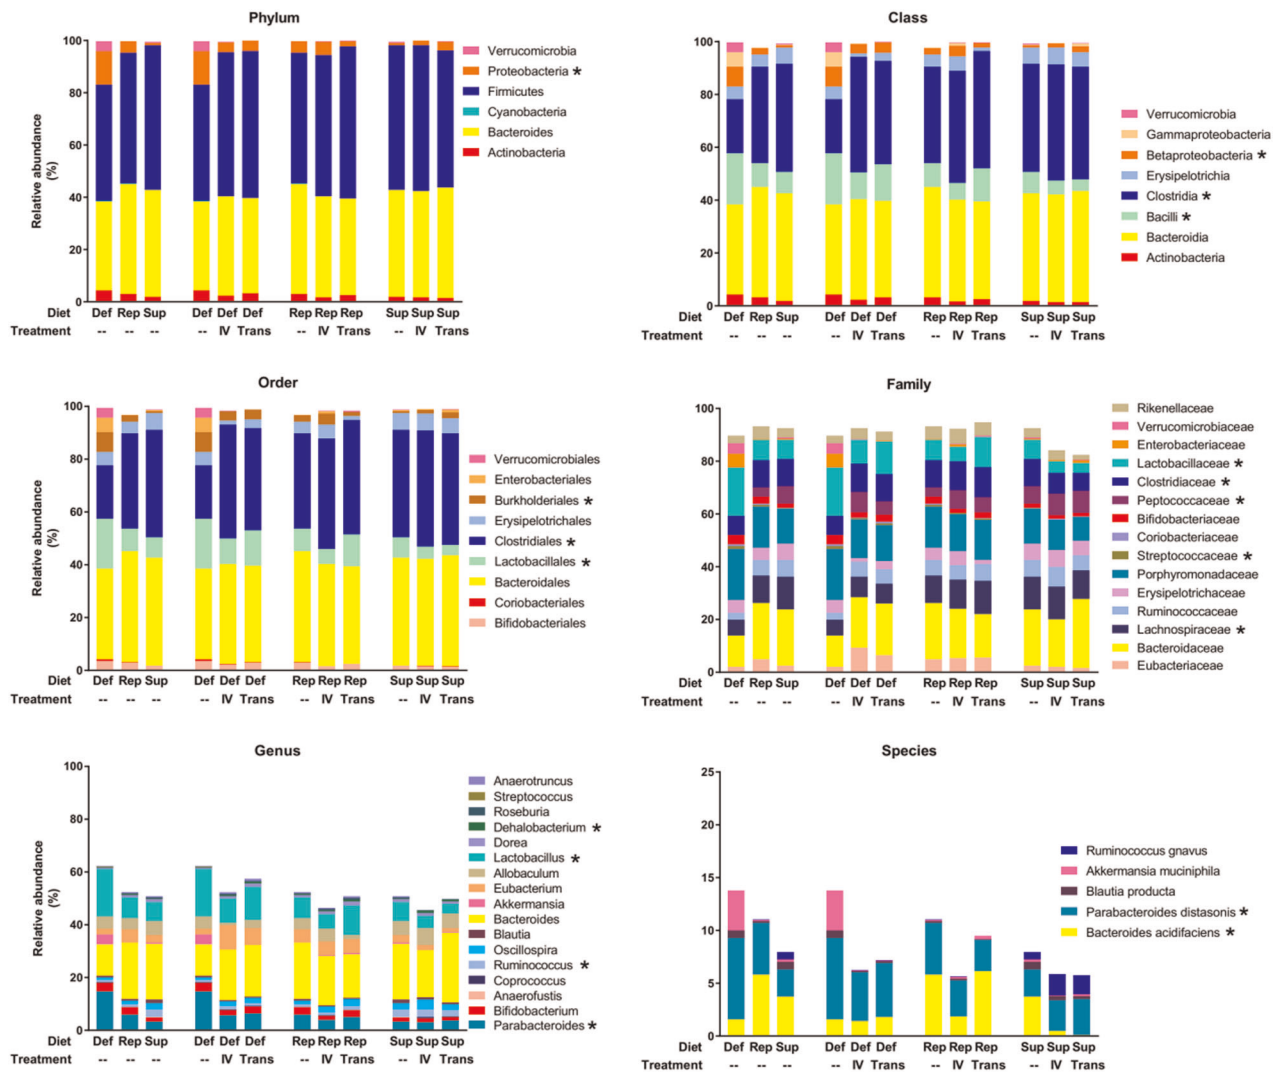 Phylum
Relative abundance
(%)
100
80
60
40
20
0
Verrucomicrobia
Proteobacteria *
Firmicutes
Cyanobacteria
Bacteroides
Actinobacteria
Diet Def Rep Sup Def Def Def Rep Rep Rep Sup Sup Sup
Treatment -- -- -- -- IV Trans -- IV Trans -- IV Trans
Class
100
80
60
40
20
0
Verrucomicrobia
Gammaproteobacteria
Betaproteobacteria *
Erysipelotrichia
Clostridia *
Bacilli *
Bacteroidia
Actinobacteria
Def Rep Sup Def Def Def Rep Rep Rep Sup Sup Sup
-- -- -- -- IV Trans -- IV Trans -- IV Trans
Order
Relative abundance
(%)
100
80
60
40
20
0
Verrucomicrobiales
Enterobacteriales
Burkholderiales *
Erysipelotrichales
Clostridiales *
Lactobacillales *
Bacteroidales
Coriobacteriales
Bifidobacteriales
Diet Def Rep Sup Def Def Def Rep Rep Rep Sup Sup Sup
Treatment -- -- -- -- IV Trans -- IV Trans -- IV Trans
Family
100
80
60
40
20
0
Rikenellaceae
Verrucomicrobiaceae
Enterobacteriaceae
Lactobacillaceae *
Clostridiaceae *
Peptococcaceae *
Bifidobacteriaceae
Coriobacteriaceae
Streptococcaceae *
Porphyromonadaceae
Erysipelotrichaceae
Ruminococcaceae
Lachnospiraceae *
Bacteroidaceae
Eubacteriaceae
Diet Def Rep Sup Def Def Def Rep Rep Rep Sup Sup Sup
Treatment -- -- -- -- IV Trans -- IV Trans -- IV Trans
Genus
Relative abundance
(%)
100
80
60
40
20
0
Anaerotruncus
Streptococcus
Roseburia
Dehalobacterium *
Dorea
Lactobacillus *
Allobaculum
Eubacterium
Akkermansia
Bacteroides
Blautia
Oscillospira
Ruminococcus *
Coprococcus
Anaerofustis
Bifidobacterium
Parabacteroides *
Diet Def Rep Sup Def Def Def Rep Rep Rep Sup Sup Sup
Treatment -- -- -- -- IV Trans -- IV Trans -- IV Trans
Species
25
20
15
10
5
0
Ruminococcus gnavus
Akkermansia muciniphila
Blautia producta
Parabacteroides distasonis *
Bacteroides acidifaciens *
Diet Def Rep Sup Def Def Def Rep Rep Rep Sup Sup Sup
Treatment -- -- -- -- IV Trans -- IV Trans -- IV Trans